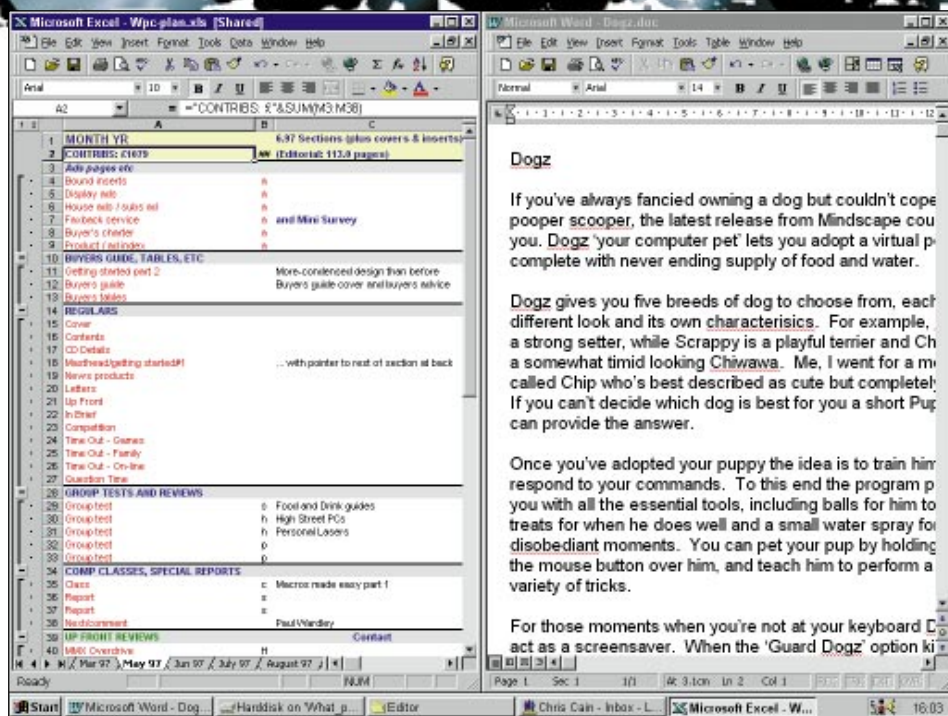 Microsoft Excel - Wpc-plan.xls [Shared]
File Edit View Insert Format Tools Data Window Help
Arial 10 B I U
A2 = ="CONTRIBS: £"&SUM(M3:M38)
1 2 A B C
1 MONTH YR 6.97 Sections (plus covers & inserts)
2 CONTRIBS: £1079 ## (Editorial: 113.0 pages)
3 Ads pages etc
4 Bound inserts n
5 Display ads n
6 House ads / subs ad n
7 Faxback service n and Mini Survey
8 Buyer's charter n
9 Product / ad index n
10 BUYERS GUIDE, TABLES, ETC
11 Getting started part 2 More-condensed design than before
12 Buyers guide Buyers guide cover and buyers advice
13 Buyers tables
14 REGULARS
15 Cover
16 Contents
17 CD Details
18 Masthead/getting started#1 ... with pointer to rest of section at back
19 News products
20 Letters
21 Up Front
22 In Brief
23 Competition
24 Time Out - Games
25 Time Out - Family
26 Time Out - On-line
27 Question Time
28 GROUP TESTS AND REVIEWS
29 Group test Food and Drink guides
30 Group test h High Street PCs
31 Group test h Personal Lasers
32 Group test p
33 Group test p
34 COMP CLASSES, SPECIAL REPORTS
35 Class c Macros made easy part 1
36 Report
37 Report
38 Next/comment Paul Wardley
39 UP FRONT REVIEWS Contact
40 MMX Overdrive H
Mar 97 May 97 Jun 97 July 97 August 97
Ready NUM
Microsoft Word - Dogz.doc
File Edit View Insert Format Tools Table Window Help
Normal Arial 14 B I U
1 2 3 4 5 6 7 8 9 10 11 12
Dogz
If you've always fancied owning a dog but couldn't cope
pooper scooper, the latest release from Mindscape cou
you. Dogz 'your computer pet' lets you adopt a virtual p
complete with never ending supply of food and water.
Dogz gives you five breeds of dog to choose from, each
different look and its own characterisics. For example,
a strong setter, while Scrappy is a playful terrier and Ch
a somewhat timid looking Chiwawa. Me, I went for a m
called Chip who's best described as cute but completely
If you can't decide which dog is best for you a short Pup
can provide the answer.
Once you've adopted your puppy the idea is to train him
respond to your commands. To this end the program p
you with all the essential tools, including balls for him to
treats for when he does well and a small water spray fo
disobediant moments. You can pet your pup by holding
the mouse button over him, and teach him to perform a
variety of tricks.
For those moments when you're not at your keyboard D
act as a screensaver. When the 'Guard Dogz' option ki
Page 1 Sec 1 1/1 At 3.1cm Ln 2 Col 1 REC TRK EXT OVR
Start Microsoft Word - Dog... Harddisk on 'What_p... Editor Chris Cain - Inbox - L... Microsoft Excel - W... 16:03